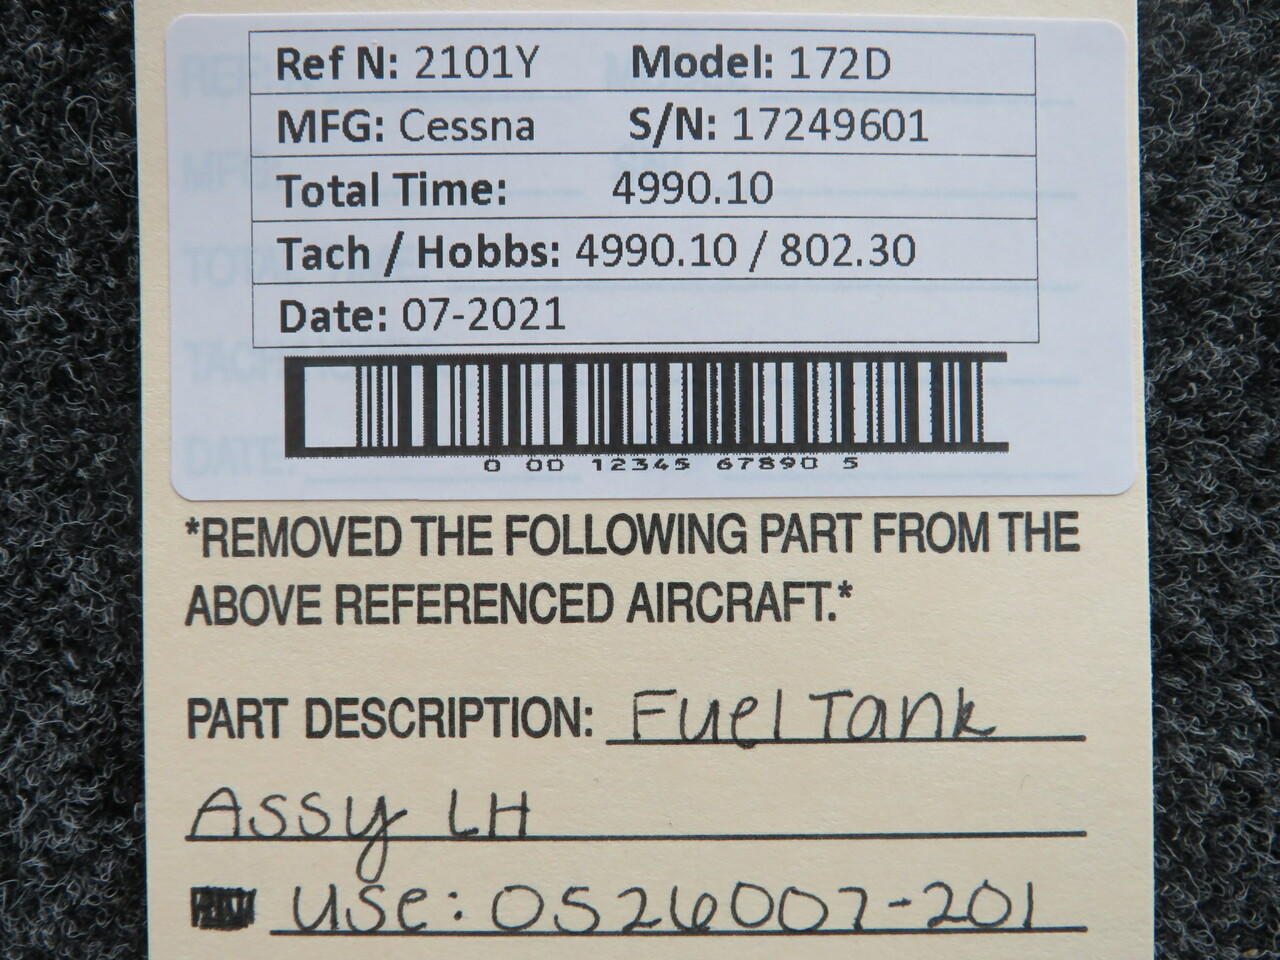 Ref N: 2101Y Model: 172D
MFG: Cessna S/N: 17249601
Total Time: 4990.10
Tach / Hobbs: 4990.10 / 802.30
Date: 07-2021
0 00 12345 67890 5
*REMOVED THE FOLLOWING PART FROM THE
ABOVE REFERENCED AIRCRAFT.*
PART DESCRIPTION: Fuel Tank
Assy LH
Use: 0526007-201